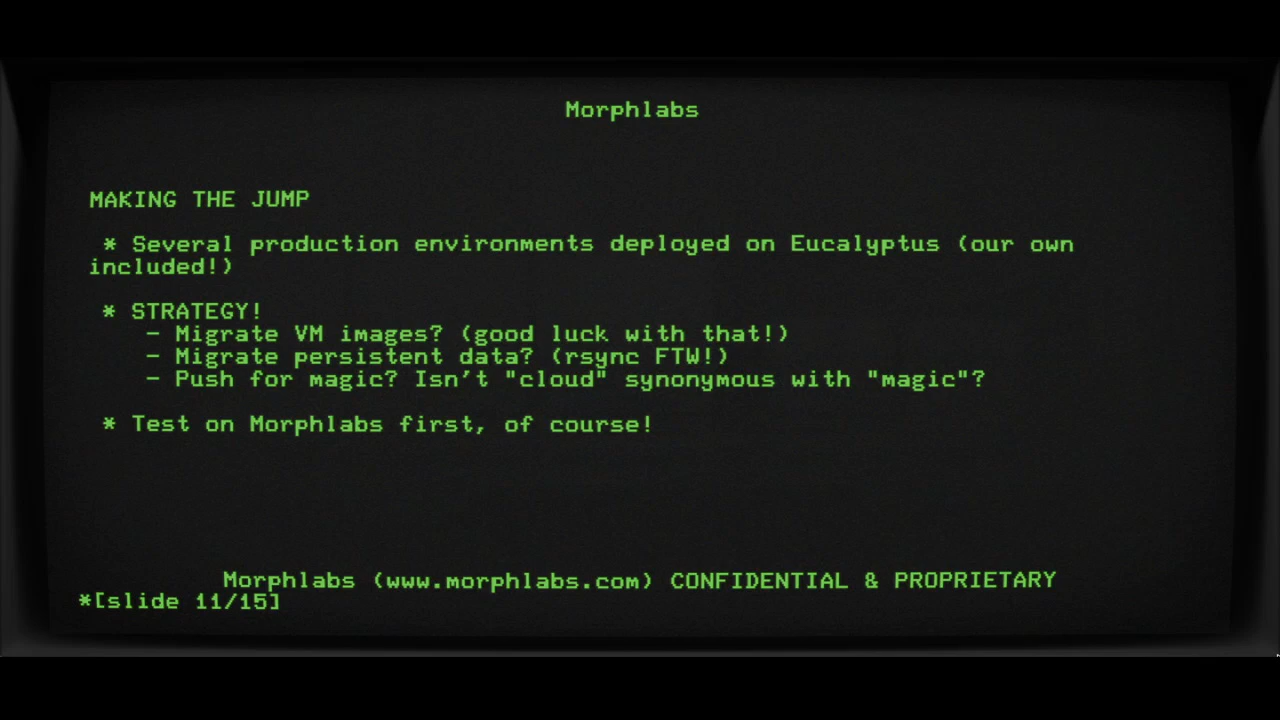 Morphlabs
MAKING THE JUMP
* Several production environments deployed on Eucalyptus (our own
included!)
* STRATEGY!
- Migrate VM images? (good luck with that!)
- Migrate persistent data? (rsync FTW!)
- Push for magic? Isn't "cloud" synonymous with "magic"?
* Test on Morphlabs first, of course!
Morphlabs (www.morphlabs.com) CONFIDENTIAL & PROPRIETARY
*[slide 11/15]